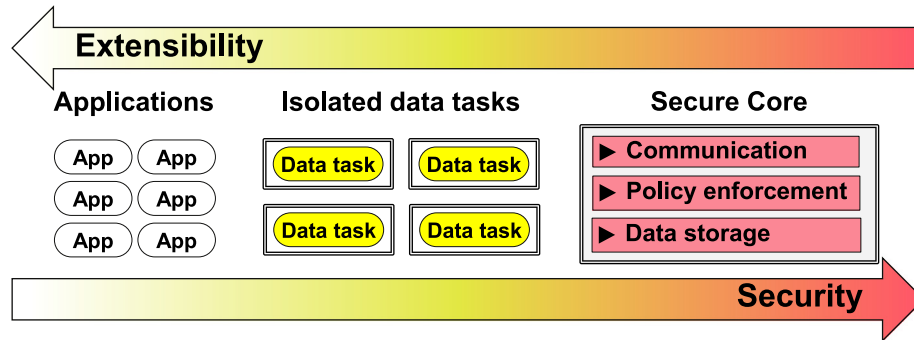 Extensibility
Applications Isolated data tasks Secure Core
App App Data task Data task ► Communication
App App ► Policy enforcement
App App Data task Data task ► Data storage
Security